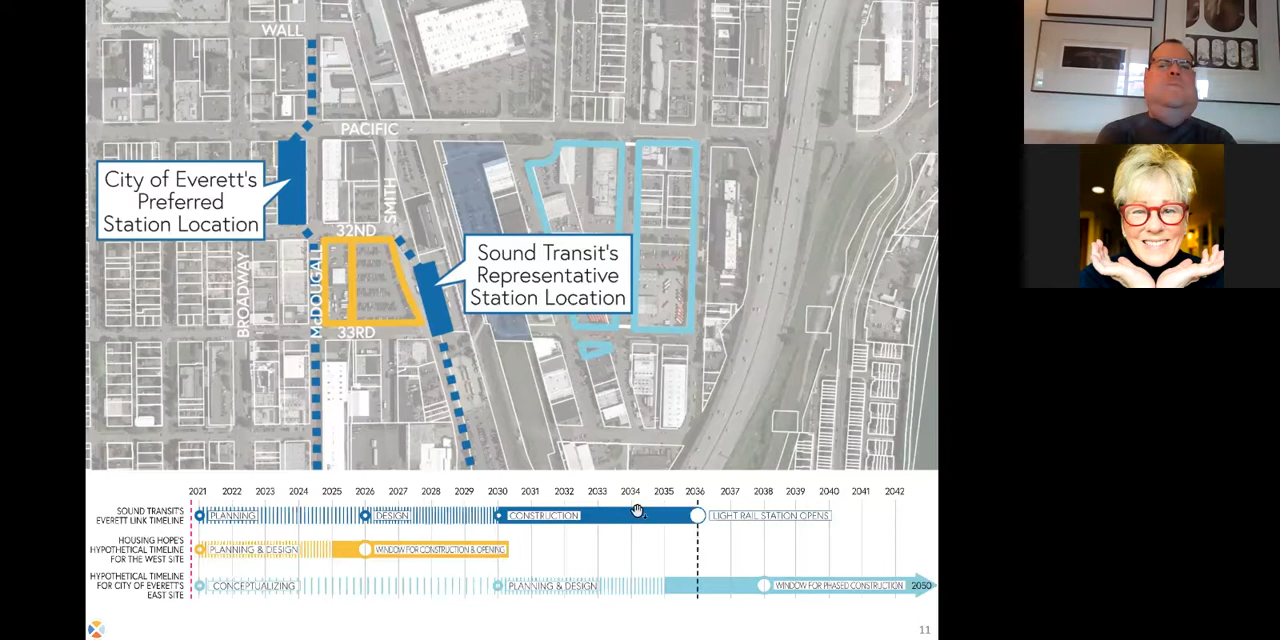 WALL
PACIFIC
City of Everett's
Preferred
Station Location
SMITH
32ND
Sound Transit's
Representative
Station Location
BROADWAY
McDOUGALL
33RD
2021 2022 2023 2024 2025 2026 2027 2028 2029 2030 2031 2032 2033 2034 2035 2036 2037 2038 2039 2040 2041 2042
SOUND TRANSIT'S
EVERETT LINK TIMELINE
PLANNING DESIGN CONSTRUCTION LIGHT RAIL STATION OPENS
HOUSING HOPE'S
HYPOTHETICAL TIMELINE
FOR THE WEST SITE
PLANNING & DESIGN WINDOW FOR CONSTRUCTION & OPENING
HYPOTHETICAL TIMELINE
FOR CITY OF EVERETT'S
EAST SITE
CONCEPTUALIZING PLANNING & DESIGN WINDOW FOR PHASED CONSTRUCTION 2050
11